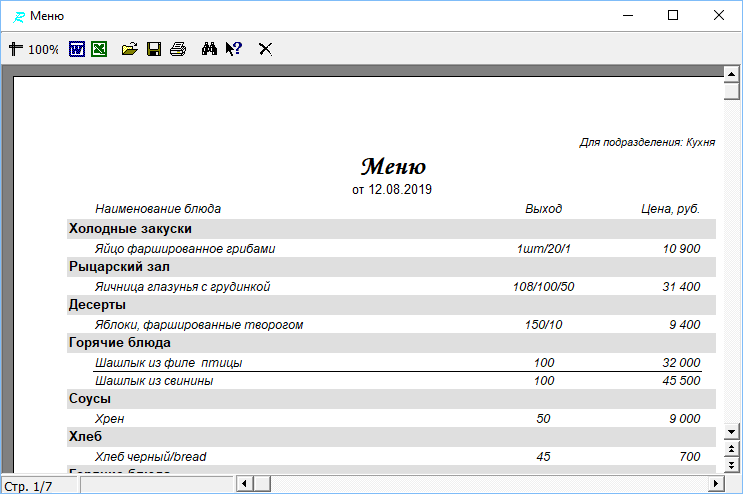 Меню
100%
Для подразделения: Кухня
Меню
от 12.08.2019
Наименование блюда Выход Цена, руб.
Холодные закуски
Яйцо фаршированное грибами 1шт/20/1 10 900
Рыцарский зал
Яичница глазунья с грудинкой 108/100/50 31 400
Десерты
Яблоки, фаршированные творогом 150/10 9 400
Горячие блюда
Шашлык из филе птицы 100 32 000
Шашлык из свинины 100 45 500
Соусы
Хрен 50 9 000
Хлеб
Хлеб черный/bread 45 700
Горячие блюда
Стр. 1/7